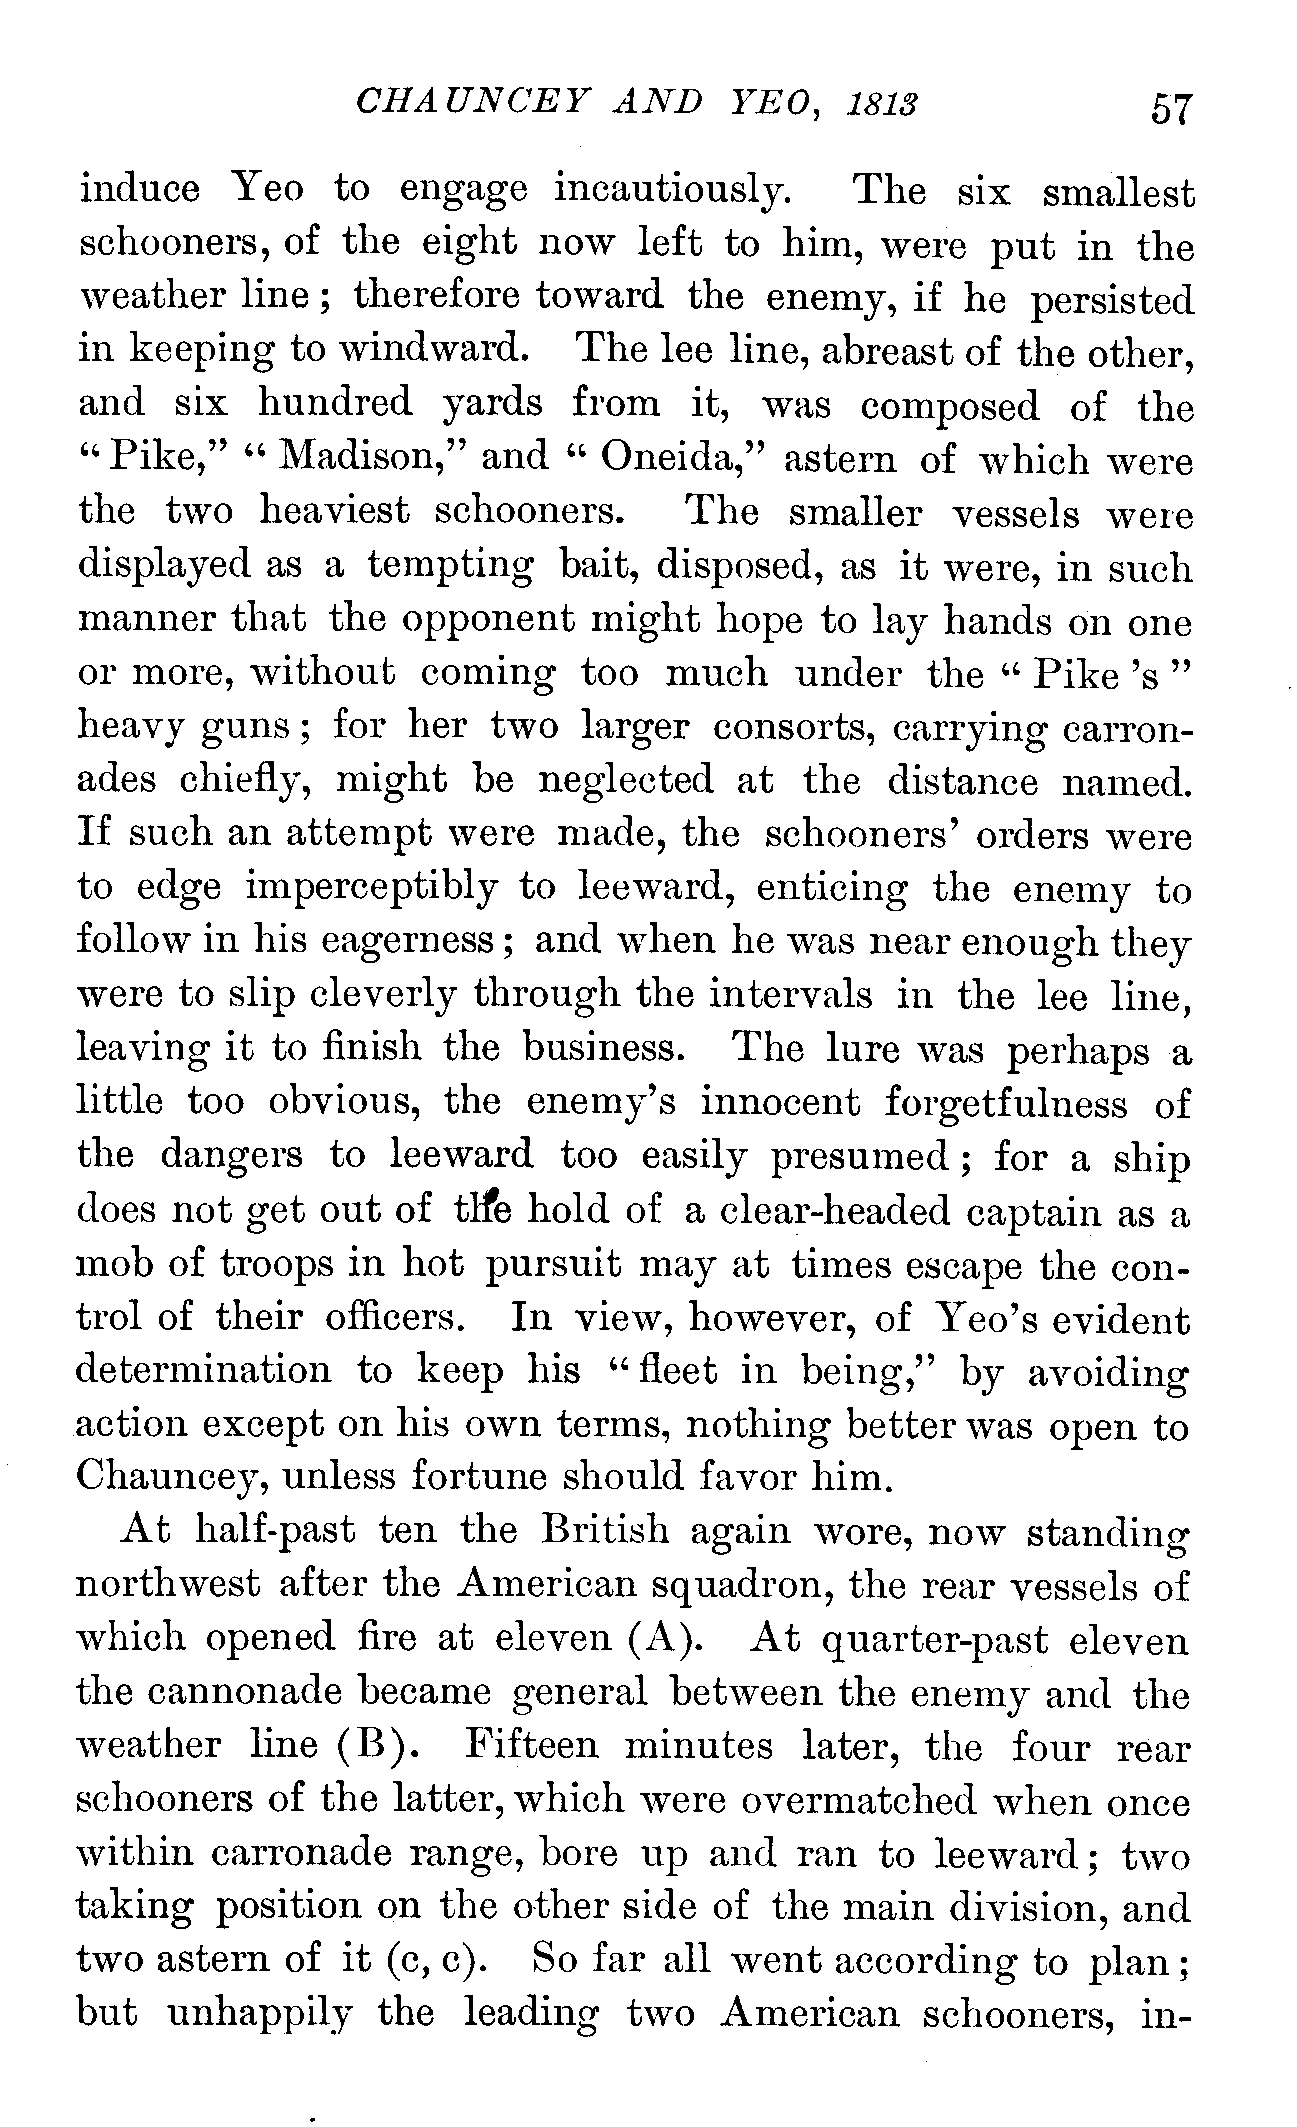 CHAUNCEY AND YEO, 1813 57
induce Yeo to engage incautiously. The six smallest
schooners, of the eight now left to him, were put in the
weather line; therefore toward the enemy, if he persisted
in keeping to windward. The lee line, abreast of the other,
and six hundred yards from it, was composed of the
“Pike,” “Madison,” and “Oneida,” astern of which were
the two heaviest schooners. The smaller vessels were
displayed as a tempting bait, disposed, as it were, in such
manner that the opponent might hope to lay hands on one
or more, without coming too much under the “Pike's”
heavy guns; for her two larger consorts, carrying carron-
ades chiefly, might be neglected at the distance named.
If such an attempt were made, the schooners' orders were
to edge imperceptibly to leeward, enticing the enemy to
follow in his eagerness; and when he was near enough they
were to slip cleverly through the intervals in the lee line,
leaving it to finish the business. The lure was perhaps a
little too obvious, the enemy's innocent forgetfulness of
the dangers to leeward too easily presumed; for a ship
does not get out of the hold of a clear-headed captain as a
mob of troops in hot pursuit may at times escape the con-
trol of their officers. In view, however, of Yeo's evident
determination to keep his “fleet in being,” by avoiding
action except on his own terms, nothing better was open to
Chauncey, unless fortune should favor him.
At half-past ten the British again wore, now standing
northwest after the American squadron, the rear vessels of
which opened fire at eleven (A). At quarter-past eleven
the cannonade became general between the enemy and the
weather line (B). Fifteen minutes later, the four rear
schooners of the latter, which were overmatched when once
within carronade range, bore up and ran to leeward; two
taking position on the other side of the main division, and
two astern of it (c, c). So far all went according to plan;
but unhappily the leading two American schooners, in-